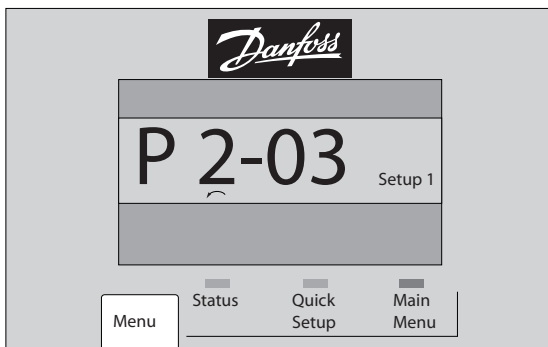 Danfoss
P 2-03
Setup 1
Status
Quick Setup
Main Menu
Menu